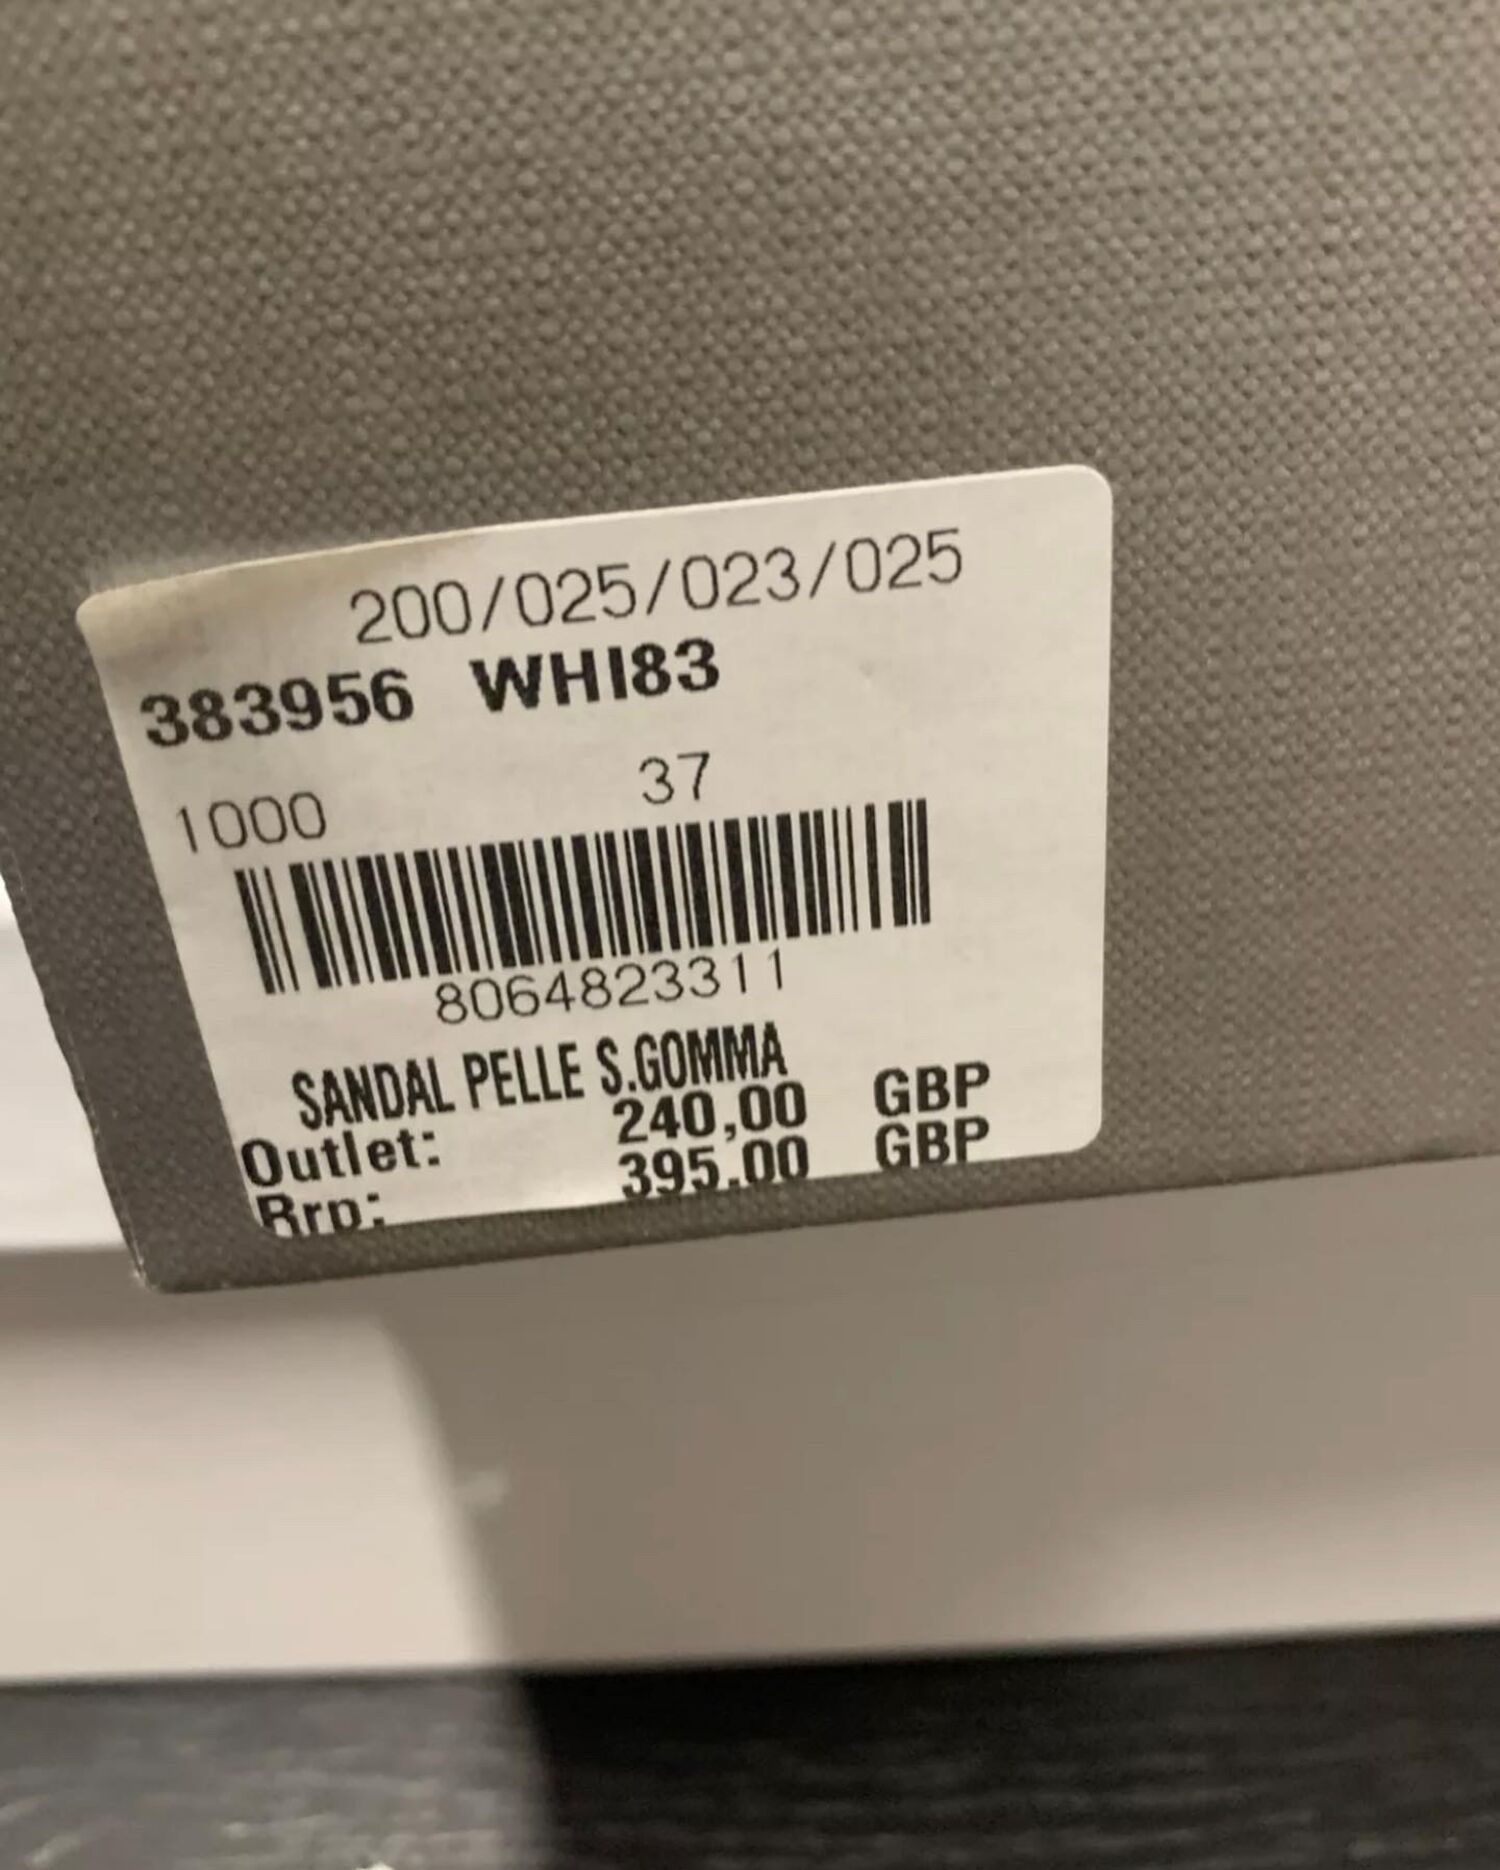 200/025/023/025
383956 WHI83
1000 37
8064823311
SANDAL PELLE S.GOMMA
Outlet: 240,00 GBP
Rrp: 395,00 GBP